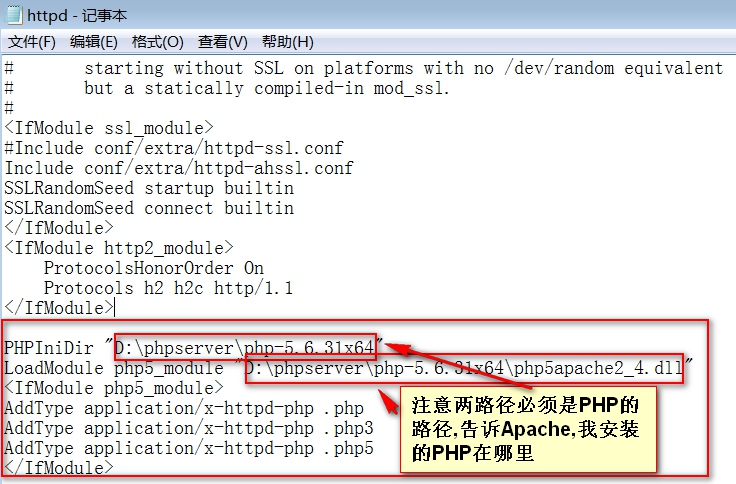 httpd - 记事本
文件(F) 编辑(E) 格式(O) 查看(V) 帮助(H)
#       starting without SSL on platforms with no /dev/random equivalent
#       but a statically compiled-in mod_ssl.
#
<IfModule ssl_module>
#Include conf/extra/httpd-ssl.conf
Include conf/extra/httpd-ahssl.conf
SSLRandomSeed startup builtin
SSLRandomSeed connect builtin
</IfModule>
<IfModule http2_module>
    ProtocolsHonorOrder On
    Protocols h2 h2c http/1.1
</IfModule>
PHPIniDir "D:\phpserver\php-5.6.31x64"
LoadModule php5_module "D:\phpserver\php-5.6.31x64\php5apache2_4.dll"
<IfModule php5_module>
AddType application/x-httpd-php .php
AddType application/x-httpd-php .php3
AddType application/x-httpd-php .php5
</IfModule>
注意两路径必须是PHP的
路径,告诉Apache,我安装
的PHP在哪里